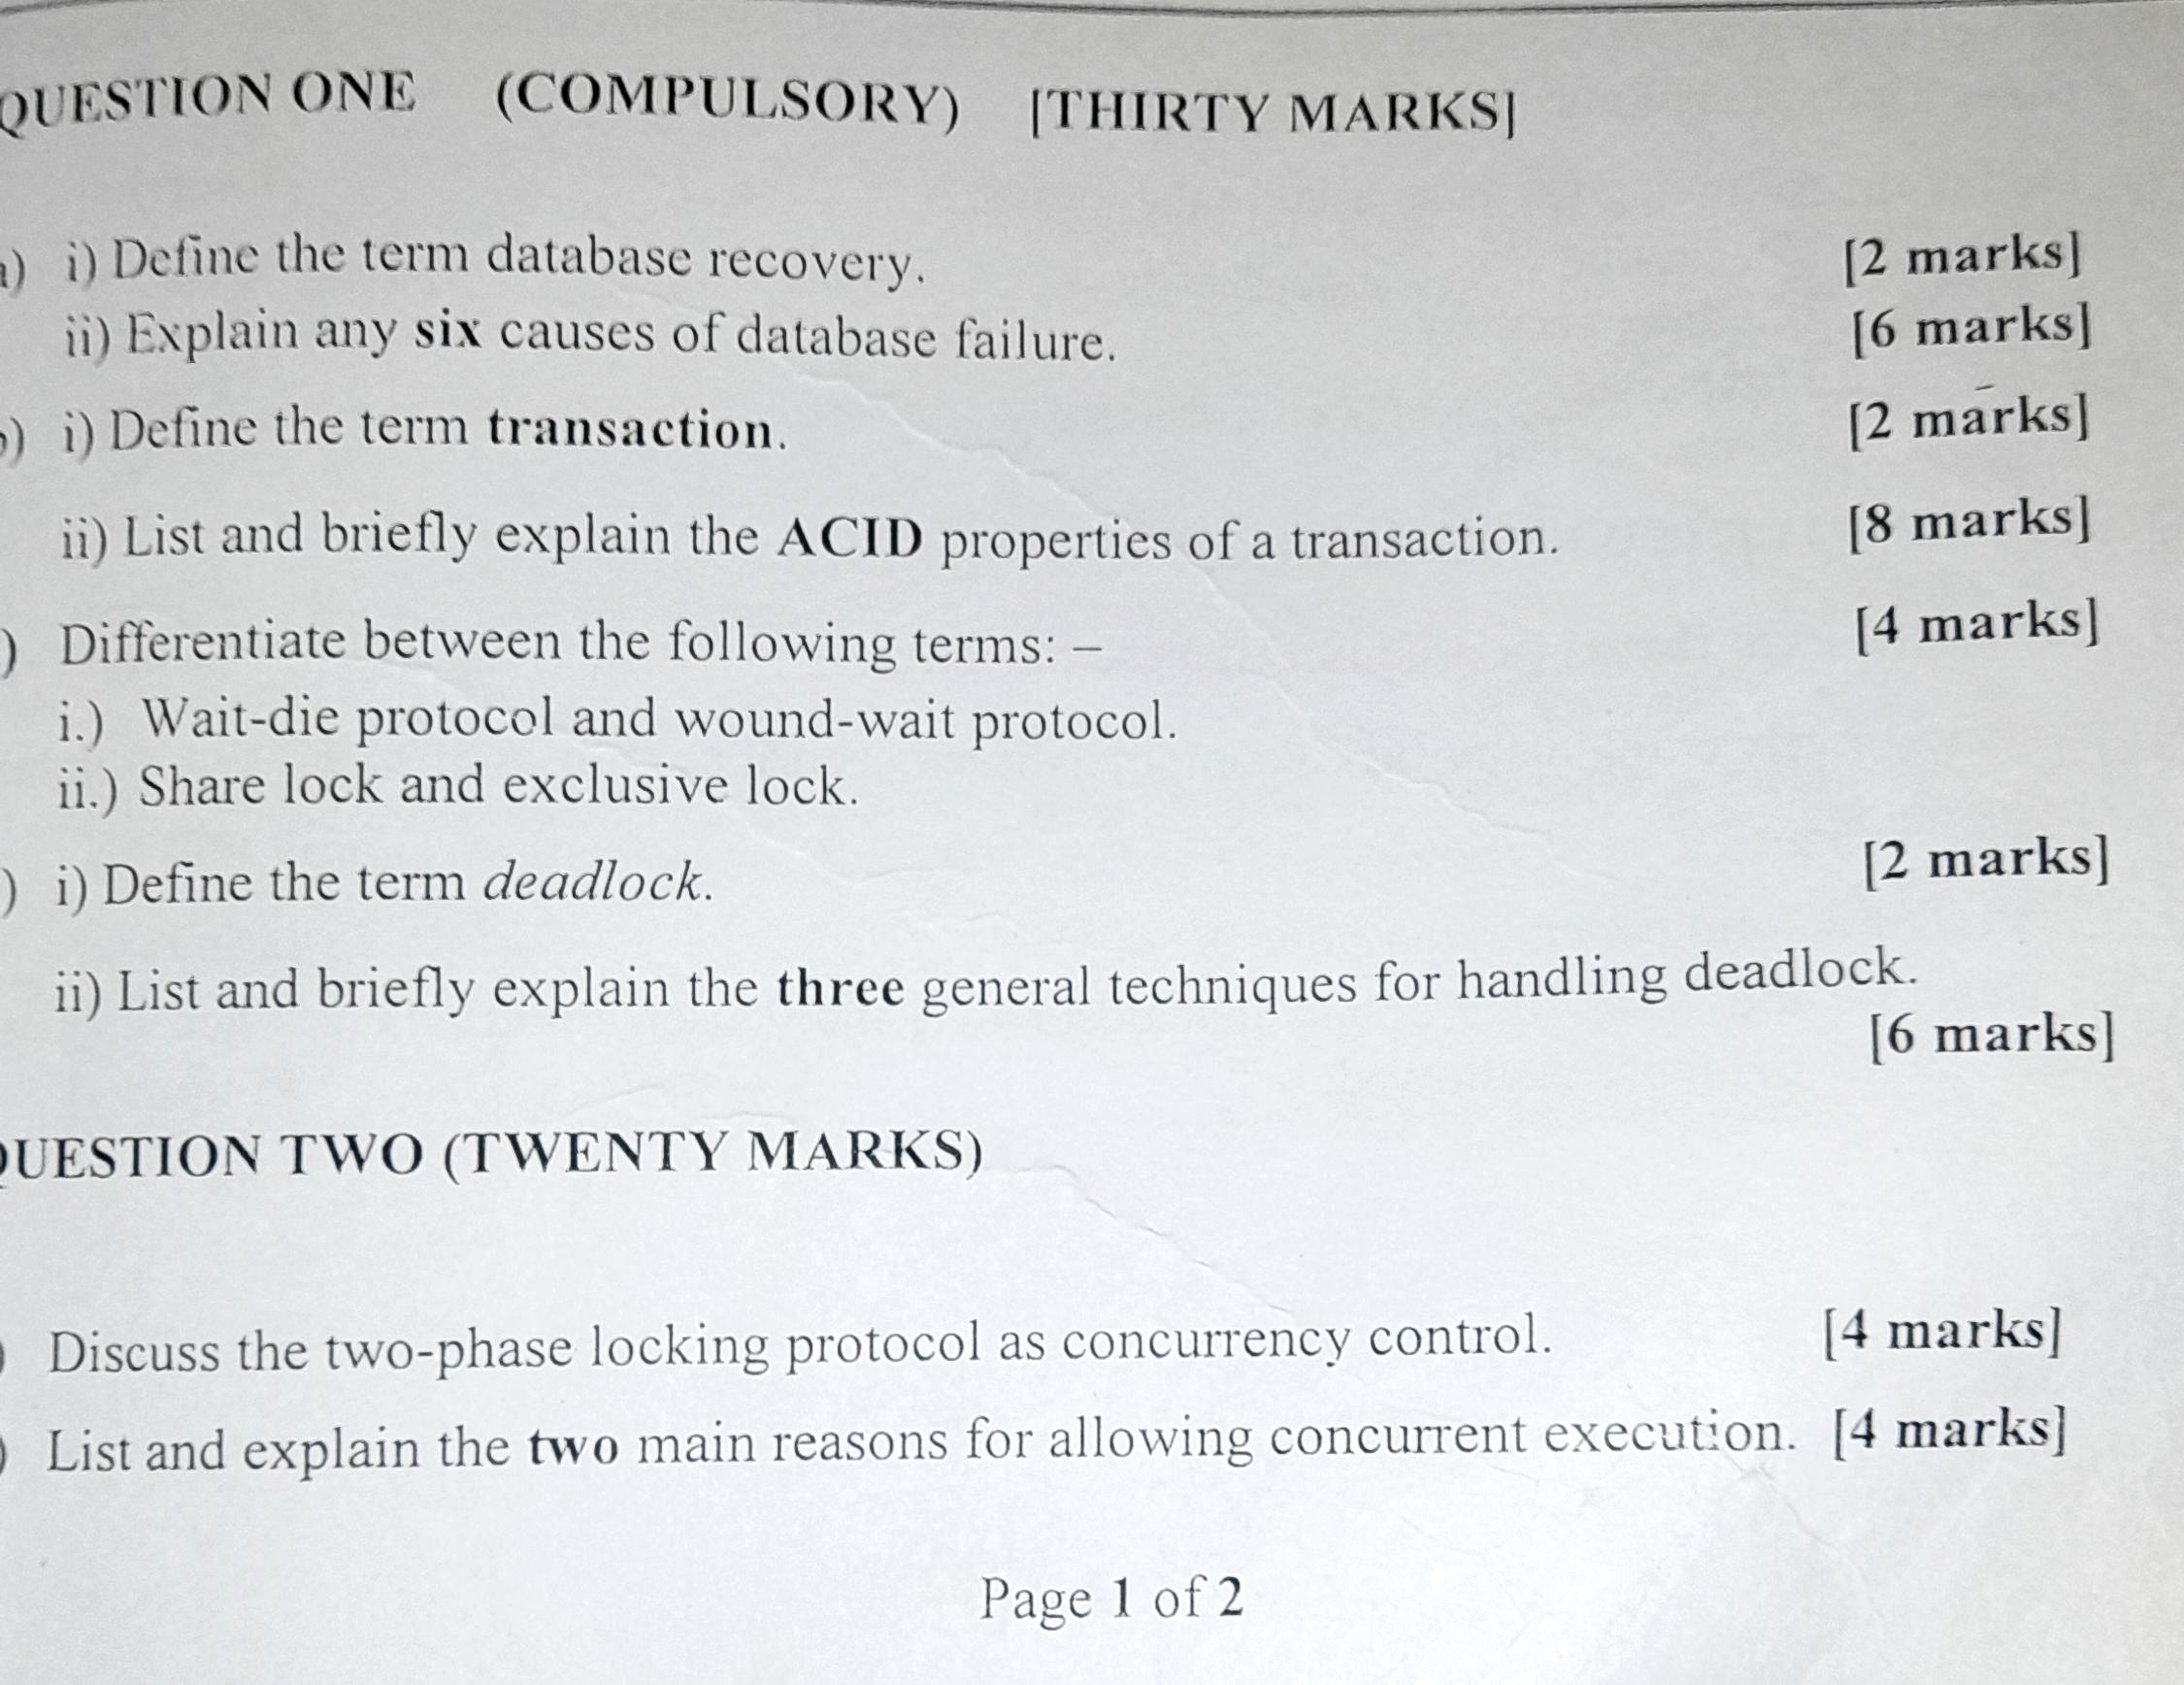 QUESTION ONE (COMPULSORY) [THIRTY MARKS]
) i) Define the term database recovery. [2 marks]
ii) Explain any six causes of database failure. [6 marks]
) i) Define the term transaction. [2 marks]
ii) List and briefly explain the ACID properties of a transaction. [8 marks]
) Differentiate between the following terms: – [4 marks]
i.) Wait-die protocol and wound-wait protocol.
ii.) Share lock and exclusive lock.
) i) Define the term deadlock. [2 marks]
ii) List and briefly explain the three general techniques for handling deadlock.
[6 marks]
QUESTION TWO (TWENTY MARKS)
) Discuss the two-phase locking protocol as concurrency control. [4 marks]
) List and explain the two main reasons for allowing concurrent execution. [4 marks]
Page 1 of 2